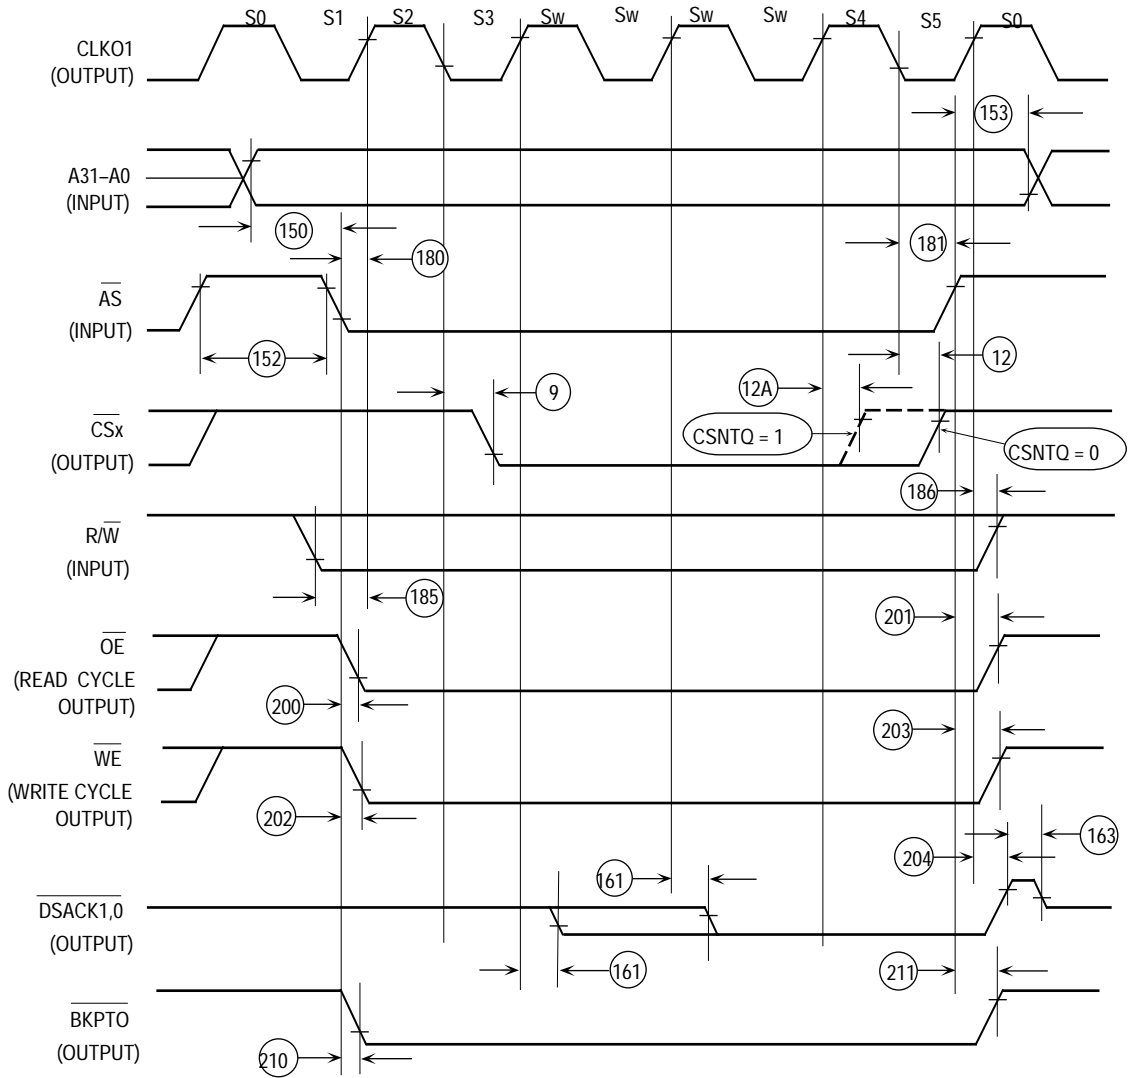 S0 S1 S2 S3 Sw Sw Sw Sw S4 S5 S0
CLKO1
(OUTPUT)
153
A31–A0
(INPUT)
150
180
181
AS
(INPUT)
152
12
9
12A
CSx
(OUTPUT)
CSNTQ = 1
CSNTQ = 0
186
R/W
(INPUT)
185
201
OE
(READ CYCLE
OUTPUT)
200
203
WE
(WRITE CYCLE
OUTPUT)
202
163
204
161
DSACK1,0
(OUTPUT)
161
211
BKPTO
(OUTPUT)
210